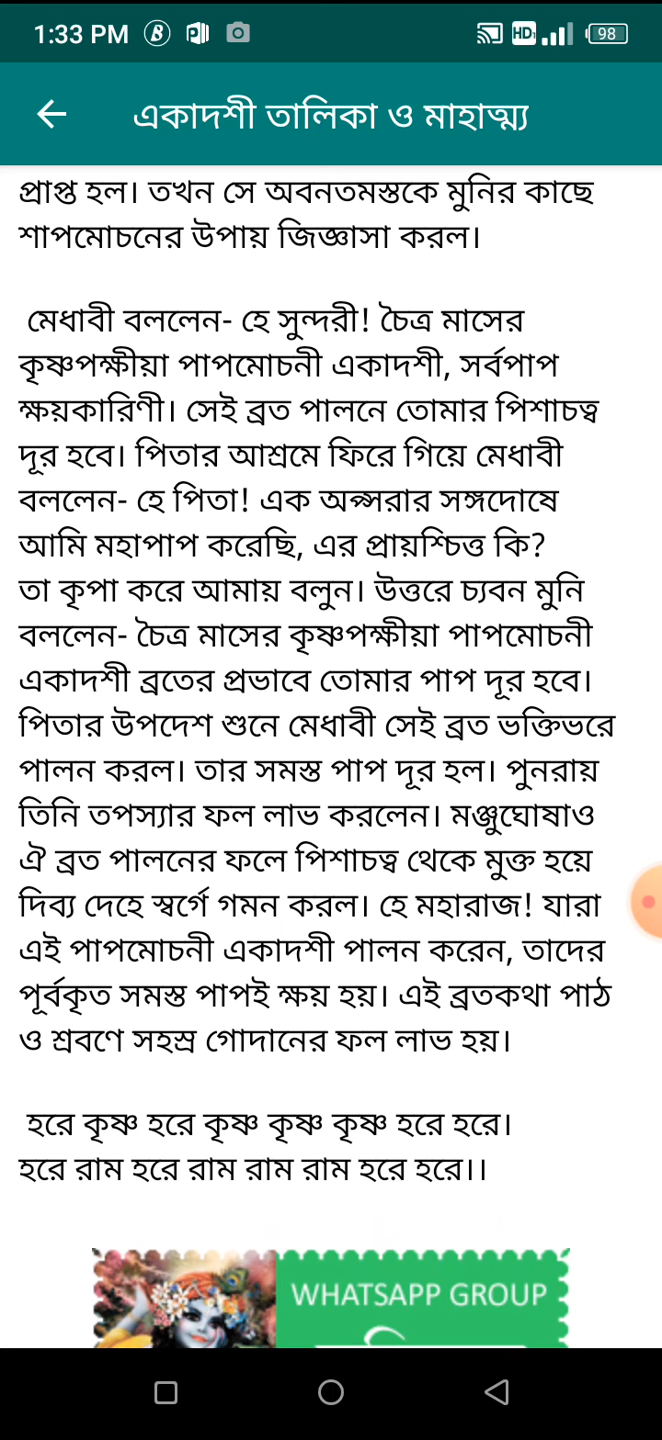 1:33 PM
HD
98
একাদশী তালিকা ও মাহাত্ম্য
প্রাপ্ত হল। তখন সে অবনতমস্তকে মুনির কাছে
শাপমোচনের উপায় জিজ্ঞাসা করল।
মেধাবী বললেন- হে সুন্দরী! চৈত্র মাসের
কৃষ্ণপক্ষীয়া পাপমোচনী একাদশী, সর্বপাপ
ক্ষয়কারিণী। সেই ব্রত পালনে তোমার পিশাচত্ব
দূর হবে। পিতার আশ্রমে ফিরে গিয়ে মেধাবী
বললেন- হে পিতা! এক অপ্সরার সঙ্গদোষে
আমি মহাপাপ করেছি, এর প্রায়শ্চিত্ত কি?
তা কৃপা করে আমায় বলুন। উত্তরে চ্যবন মুনি
বললেন- চৈত্র মাসের কৃষ্ণপক্ষীয়া পাপমোচনী
একাদশী ব্রতের প্রভাবে তোমার পাপ দূর হবে।
পিতার উপদেশ শুনে মেধাবী সেই ব্রত ভক্তিভরে
পালন করল। তার সমস্ত পাপ দূর হল। পুনরায়
তিনি তপস্যার ফল লাভ করলেন। মঞ্জুঘোষাও
ঐ ব্রত পালনের ফলে পিশাচত্ব থেকে মুক্ত হয়ে
দিব্য দেহে স্বর্গে গমন করল। হে মহারাজ! যারা
এই পাপমোচনী একাদশী পালন করেন, তাদের
পূর্বকৃত সমস্ত পাপই ক্ষয় হয়। এই ব্রতকথা পাঠ
ও শ্রবণে সহস্র গোদানের ফল লাভ হয়।
হরে কৃষ্ণ হরে কৃষ্ণ কৃষ্ণ কৃষ্ণ হরে হরে।
হরে রাম হরে রাম রাম রাম হরে হরে।।
WHATSAPP GROUP